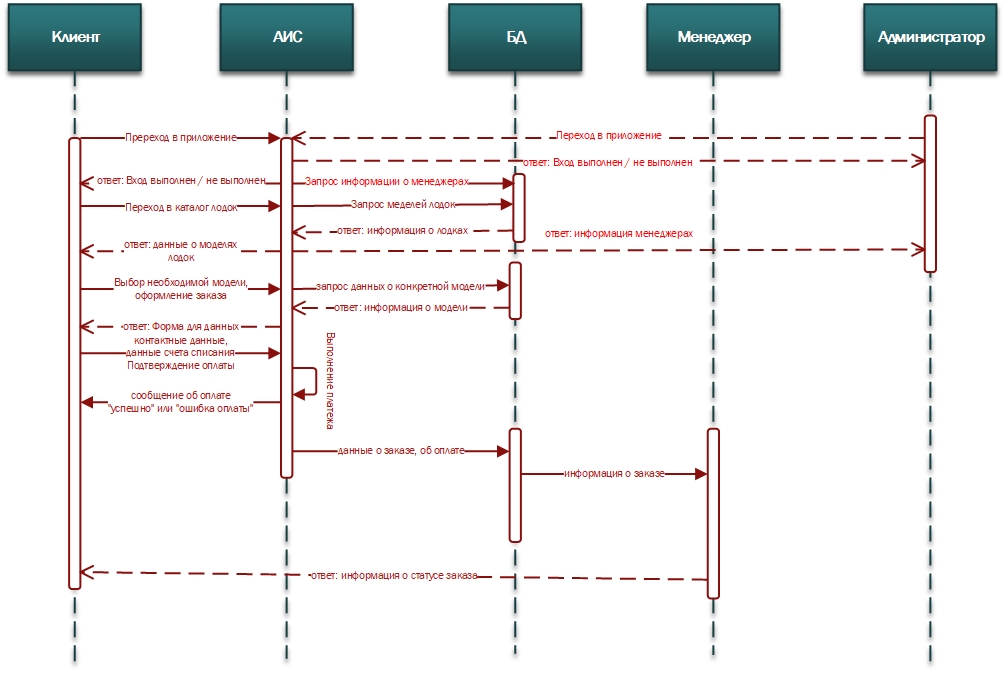 Клиент
АИС
БД
Менеджер
Администратор
Пререход в приложение
Переход в приложение
ответ: Вход выполнен / не выполнен
ответ: Вход выполнен / не выполнен
Запрос информации о менеджерах
Переход в каталог лодок
Запрос меделей лодок
ответ: информация о лодках
ответ: информация менеджерах
ответ: данные о моделях
лодок
Выбор необходимой модели,
оформление заказа
запрос данных о конкретной модели
ответ: информация о модели
ответ: Форма для данных
контактные данные,
данные счета списания
Подтверждение оплаты
Выполнение платежа
сообщение об оплате
"успешно" или "ошибка оплаты"
данные о заказе, об оплате
информация о заказе
ответ: информация о статусе заказа